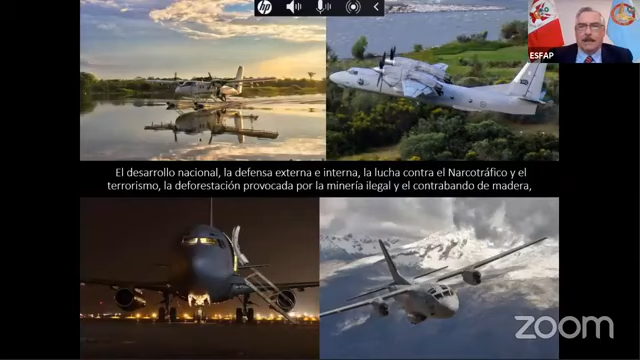 hp
ESFAP
El desarrollo nacional, la defensa externa e interna, la lucha contra el Narcotráfico y el
terrorismo, la deforestación provocada por la minería ilegal y el contrabando de madera,
zoom